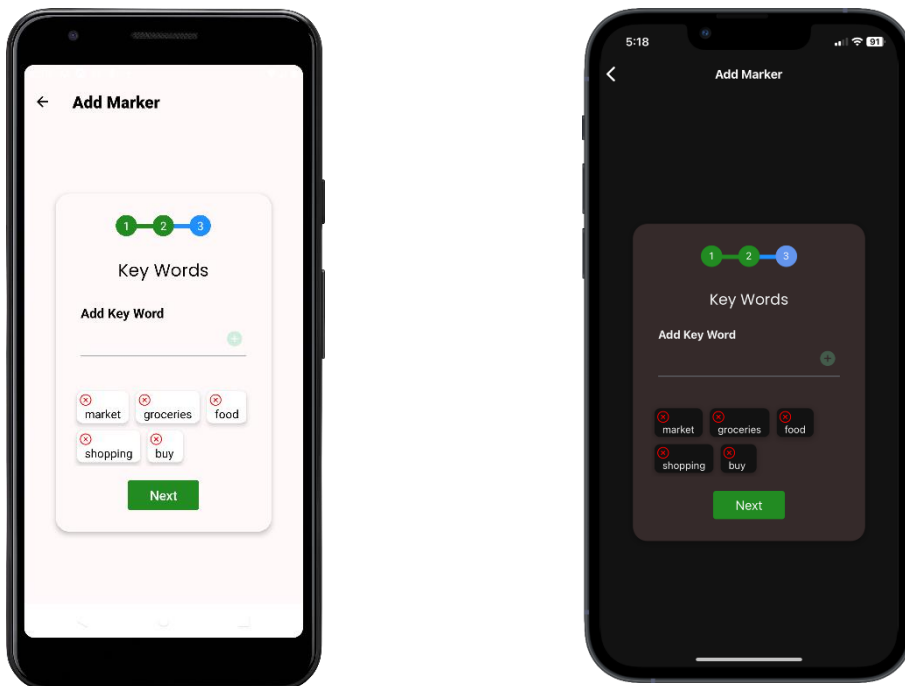 Add Marker
1 2 3
Key Words
Add Key Word
market groceries food
shopping buy
Next
5:18 91
Add Marker
1 2 3
Key Words
Add Key Word
market groceries food
shopping buy
Next